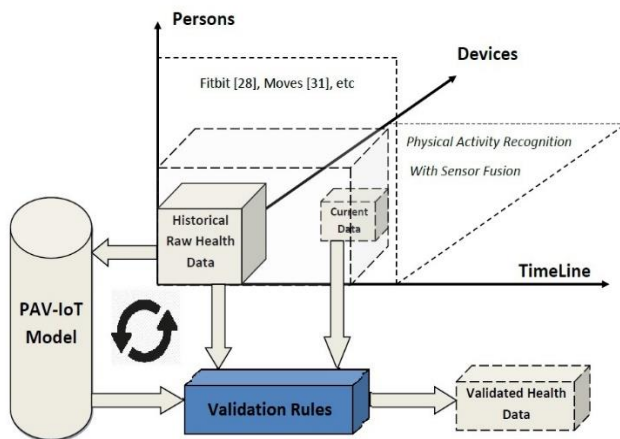 Persons
Devices
Fitbit [28], Moves [31], etc
Physical Activity Recognition
With Sensor Fusion
Historical
Raw Health
Data
Current
Data
TimeLine
PAV-IoT
Model
Validation Rules
Validated Health
Data